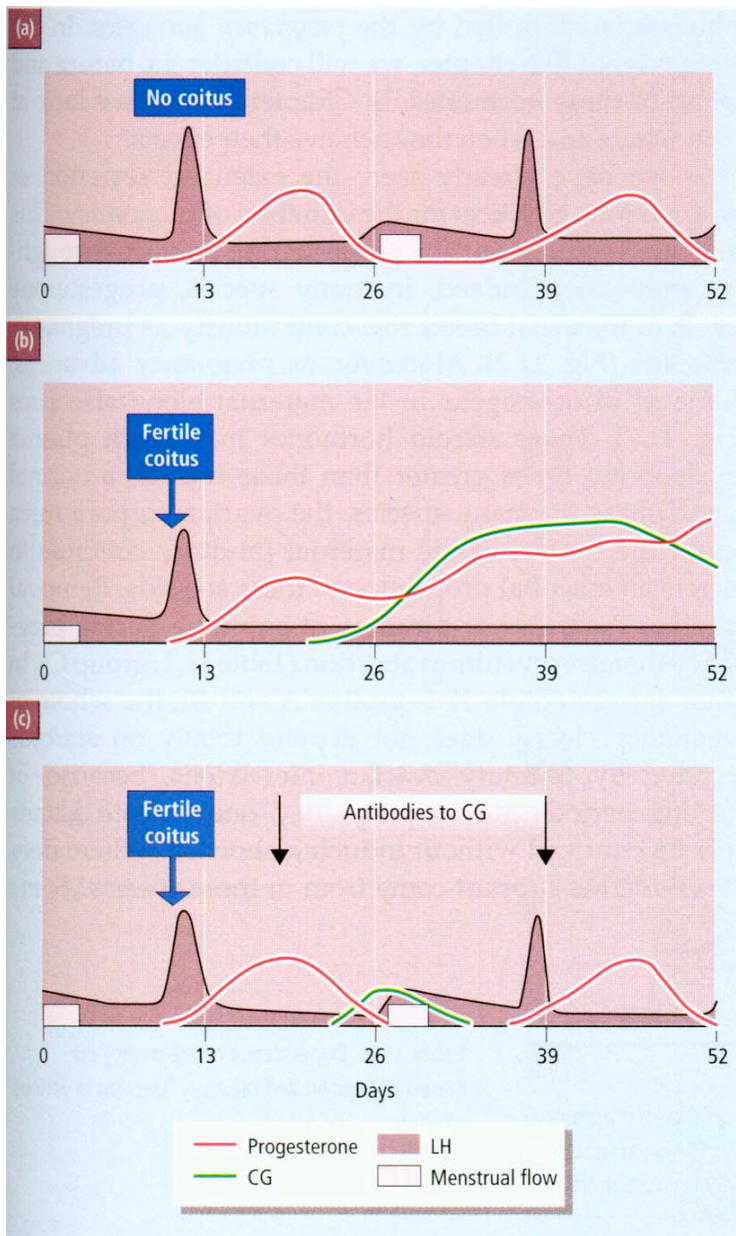 (a)
No coitus
0 13 26 39 52
(b)
Fertile
coitus
0 13 26 39 52
(c)
Fertile
coitus
Antibodies to CG
0 13 26 39 52
Days
Progesterone LH
CG Menstrual flow